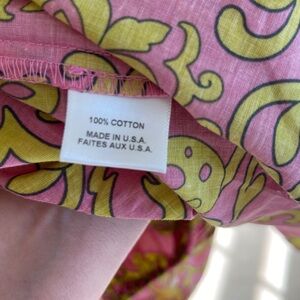 100% COTTON
MADE IN U.S.A.
FAITES AUX U.S.A.